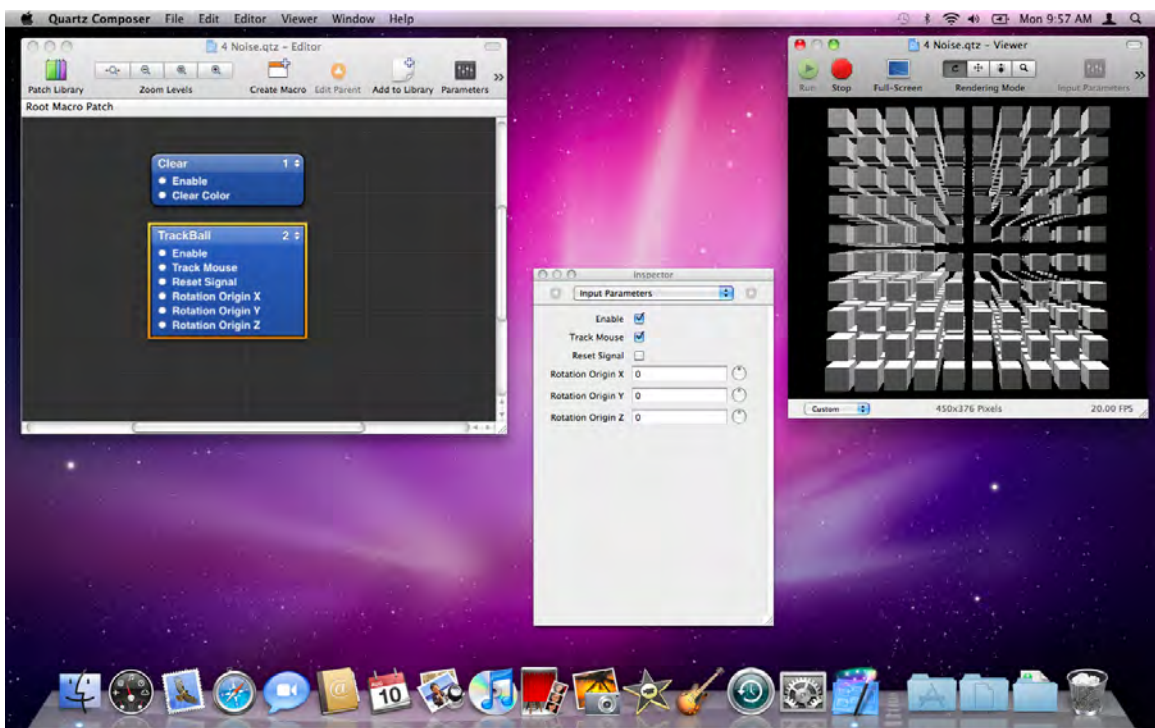 Quartz Composer File Edit Editor Viewer Window Help Mon 9:57 AM
4 Noise.qtz – Editor
Patch Library Zoom Levels Create Macro Edit Parent Add to Library Parameters
Root Macro Patch
Clear 1
Enable
Clear Color
TrackBall 2
Enable
Track Mouse
Reset Signal
Rotation Origin X
Rotation Origin Y
Rotation Origin Z
Inspector
Input Parameters
Enable
Track Mouse
Reset Signal
Rotation Origin X 0
Rotation Origin Y 0
Rotation Origin Z 0
4 Noise.qtz – Viewer
Run Stop Full-Screen Rendering Mode Input Parameters
Custom 450x376 Pixels 20.00 FPS
10